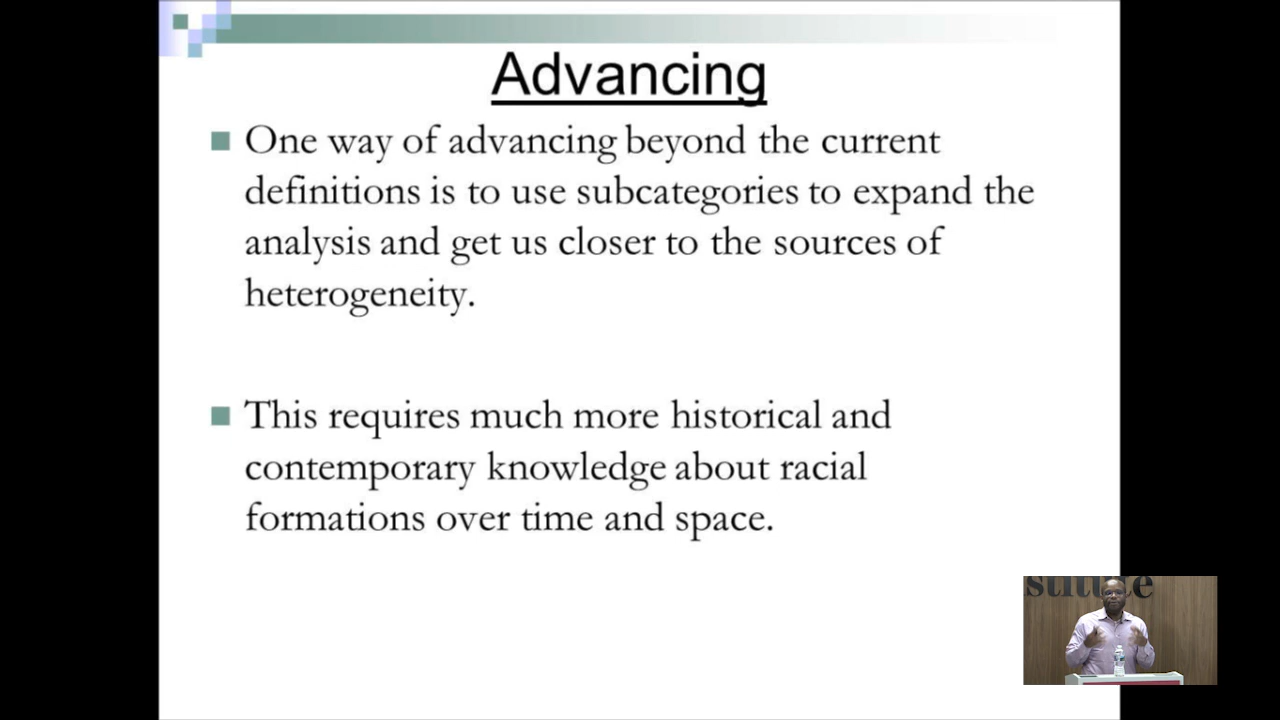 Advancing
One way of advancing beyond the current
definitions is to use subcategories to expand the
analysis and get us closer to the sources of
heterogeneity.
This requires much more historical and
contemporary knowledge about racial
formations over time and space.